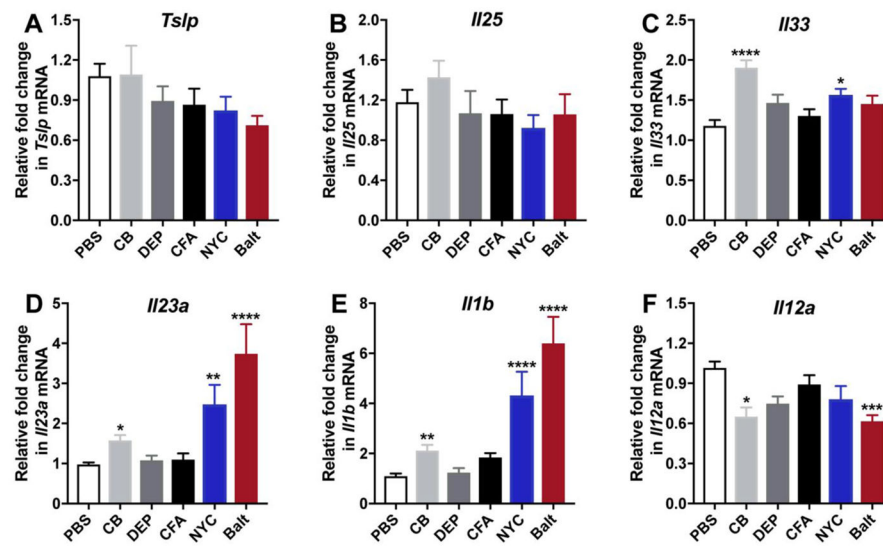 A
Tslp
Relative fold change
in Tslp mRNA
1.2
0.9
0.6
0.3
0.0
PBS
CB
DEP
CFA
NYC
Balt
B
Il25
Relative fold change
in Il25 mRNA
2.0
1.6
1.2
0.8
0.4
0.0
PBS
CB
DEP
CFA
NYC
Balt
C
Il33
Relative fold change
in Il33 mRNA
2.5
2.0
1.5
1.0
0.5
0.0
****
*
PBS
CB
DEP
CFA
NYC
Balt
D
Il23a
Relative fold change
in Il23a mRNA
5
4
3
2
1
0
*
**
****
PBS
CB
DEP
CFA
NYC
Balt
E
Il1b
Relative fold change
in Il1b mRNA
8
6
4
2
0
**
****
****
PBS
CB
DEP
CFA
NYC
Balt
F
Il12a
Relative fold change
in Il12a mRNA
1.5
1.2
0.9
0.6
0.3
0.0
*
***
PBS
CB
DEP
CFA
NYC
Balt